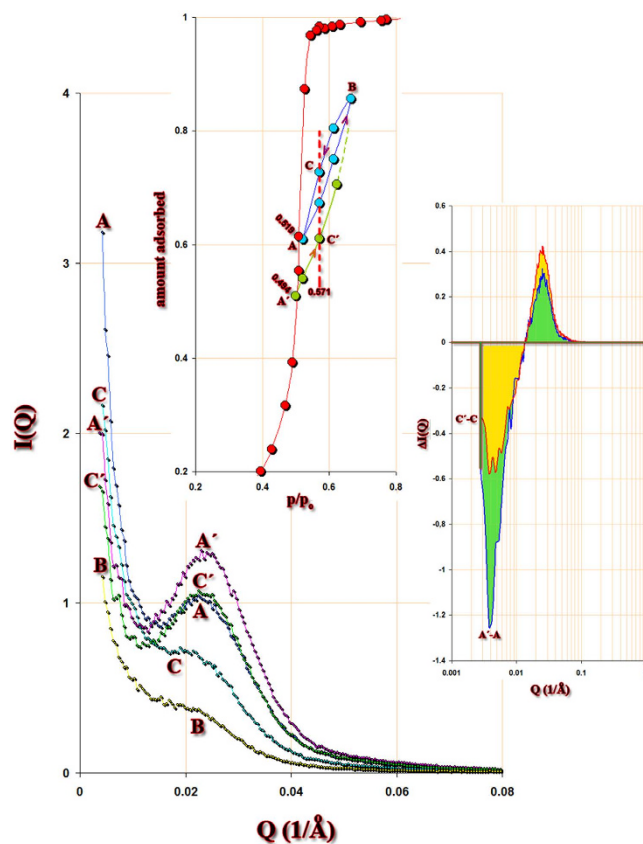 4
3
2
1
0
I(Q)
0
0.02
0.04
0.06
0.08
Q (1/Å)
A
C
A´
C´
B
A´
C´
A
C
B
1
0.8
0.6
0.4
0.2
amount adsorbed
0.2
0.4
0.6
0.8
p/p₀
B
C
0.519
A
C´
0.494
A´
0.571
0.6
0.4
0.2
0
-0.2
-0.4
-0.6
-0.8
-1
-1.2
-1.4
ΔI(Q)
C´-C
A´-A
0.001
0.01
0.1
Q (1/Å)